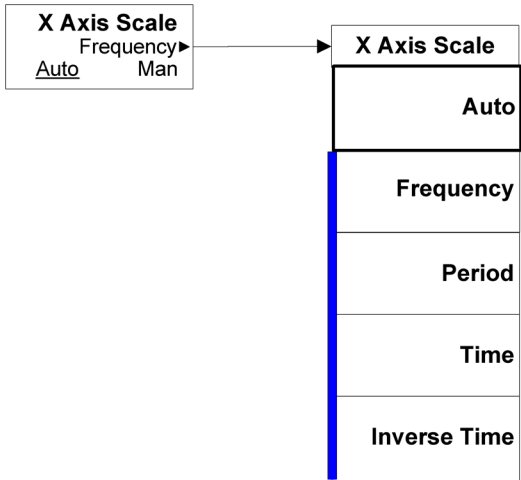 X Axis Scale
Frequency
Auto Man
X Axis Scale
Auto
Frequency
Period
Time
Inverse Time